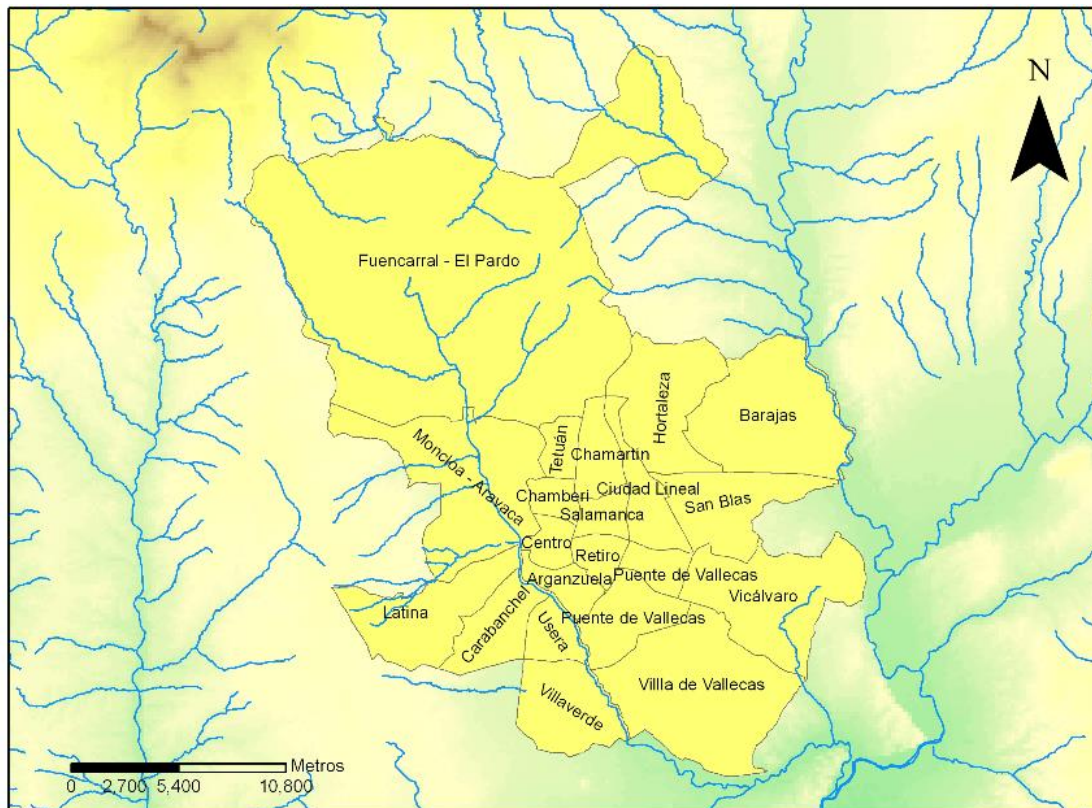 N
Fuencarral - El Pardo
Hortaleza
Barajas
Tetuán
Chamartin
Moncloa - Aravaca
Chamberi
Ciudad Lineal
San Blas
Salamanca
Centro
Retiro
Arganzuela
Puente de Vallecas
Vicálvaro
Latina
Carabanchel
Usera
Puente de Vallecas
Villla de Vallecas
Villaverde
Metros
0 2,700 5,400 10,800